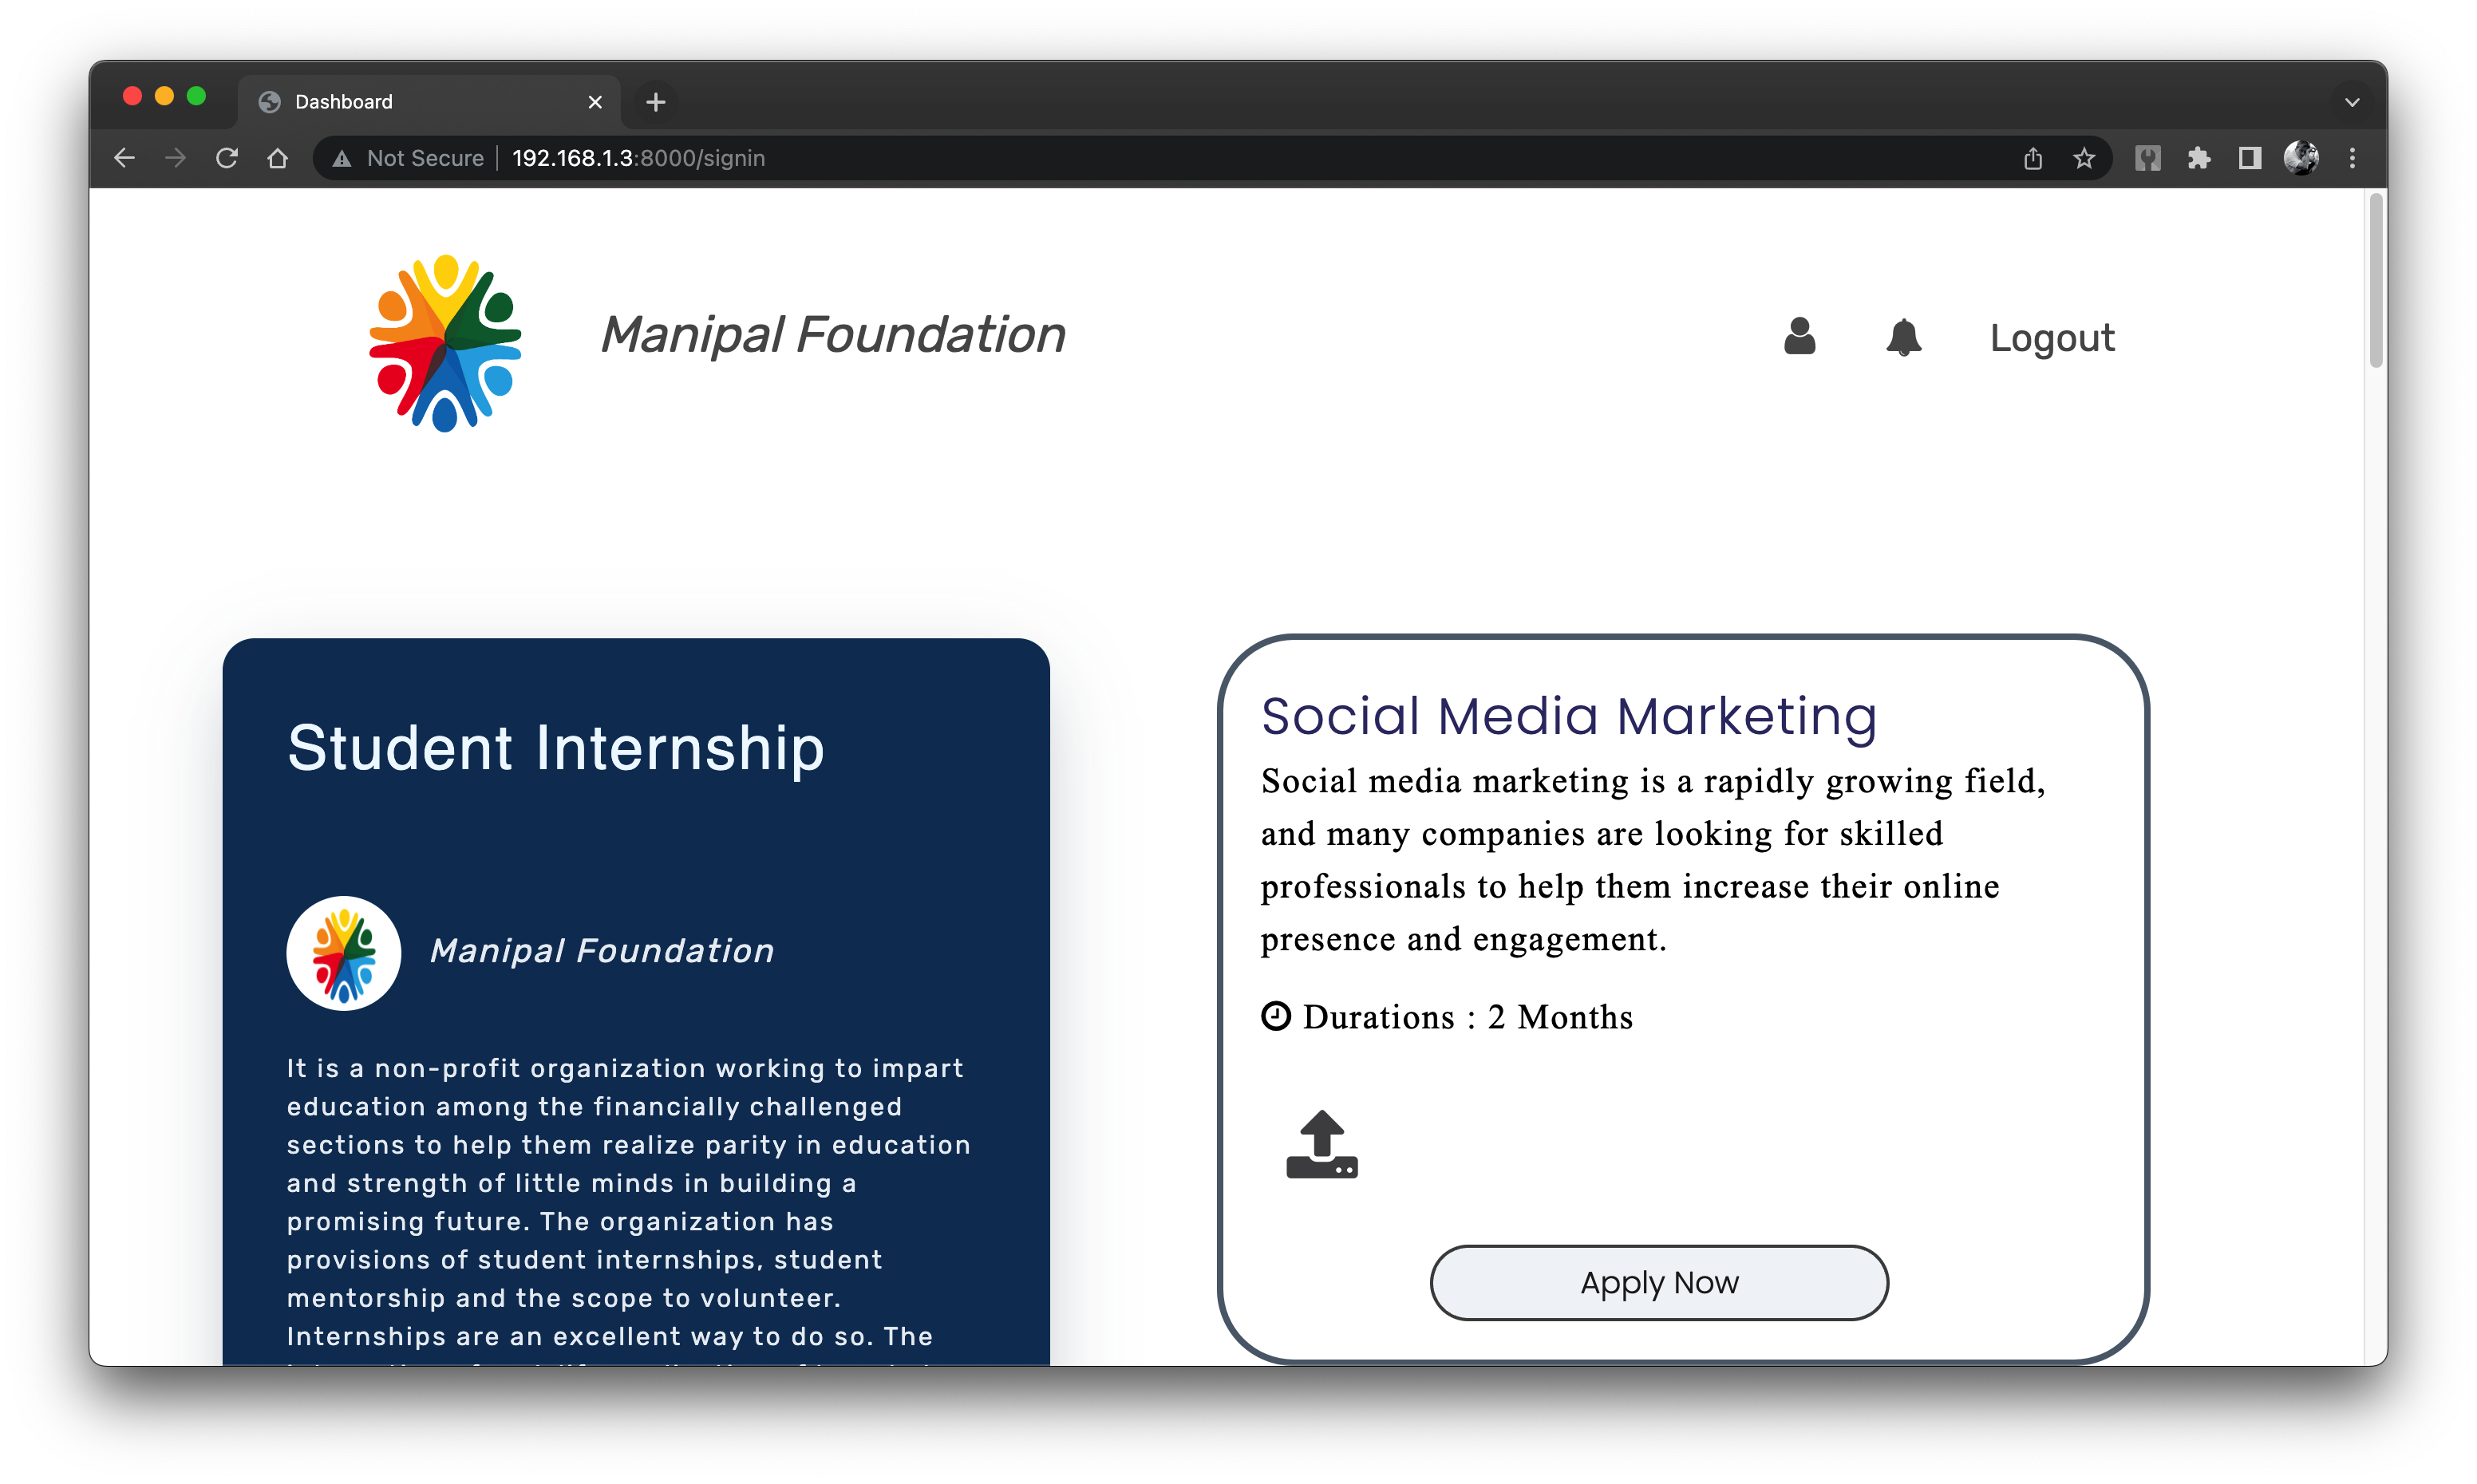 Dashboard
Not Secure 192.168.1.3:8000/signin
Manipal Foundation
Logout
Student Internship
Manipal Foundation
It is a non-profit organization working to impart
education among the financially challenged
sections to help them realize parity in education
and strength of little minds in building a
promising future. The organization has
provisions of student internships, student
mentorship and the scope to volunteer.
Internships are an excellent way to do so. The
Social Media Marketing
Social media marketing is a rapidly growing field,
and many companies are looking for skilled
professionals to help them increase their online
presence and engagement.
Durations : 2 Months
Apply Now